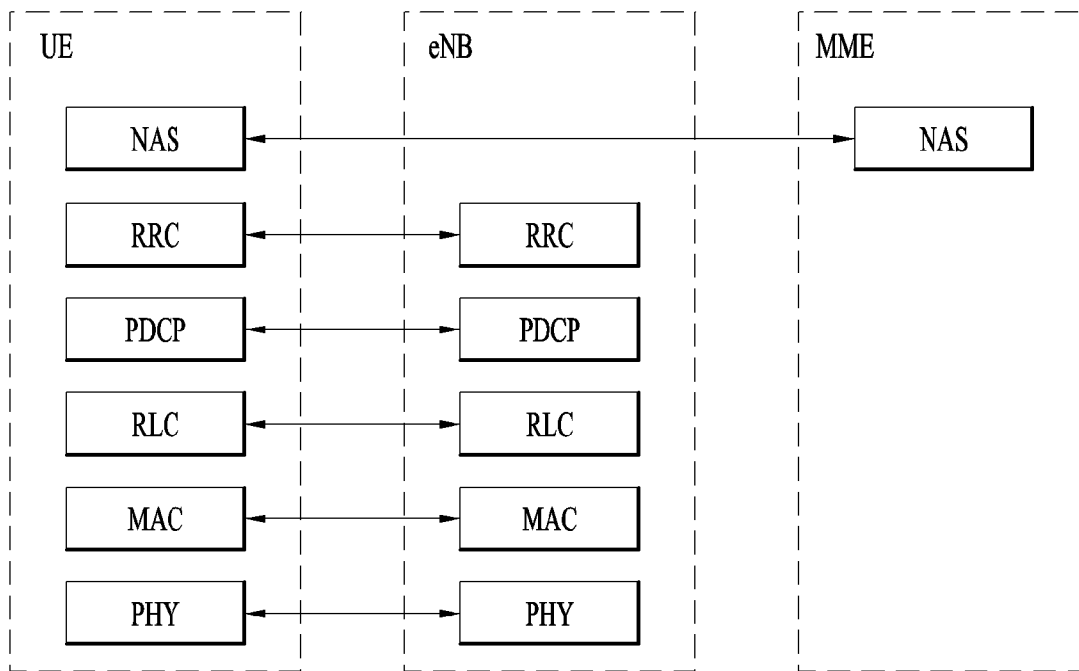 UE eNB MME
NAS NAS
RRC RRC
PDCP PDCP
RLC RLC
MAC MAC
PHY PHY